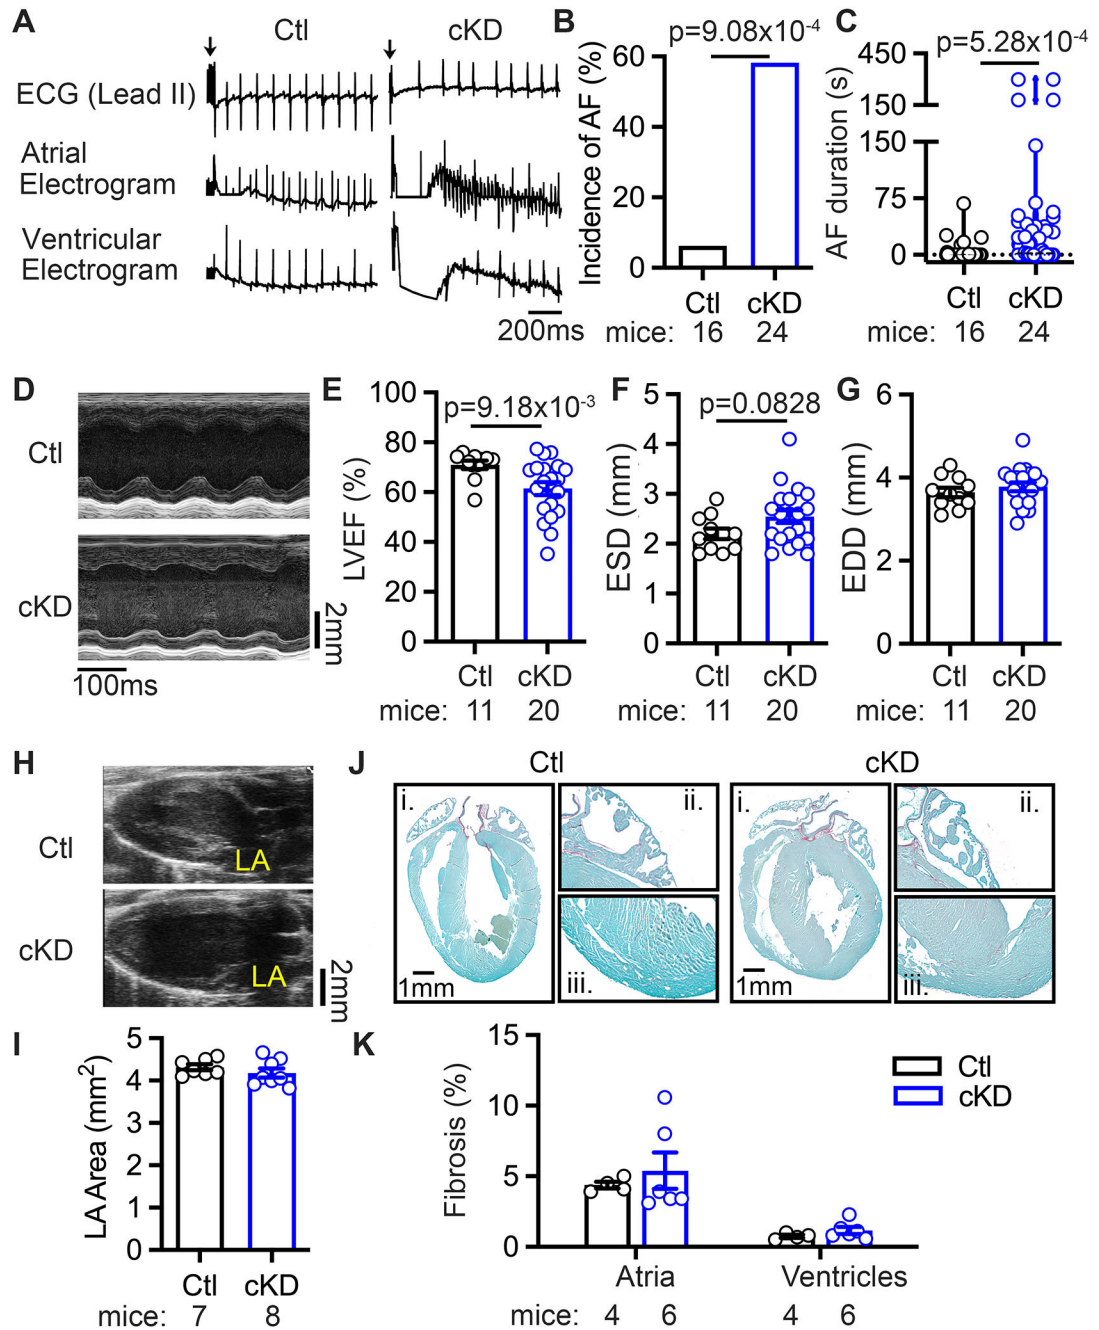 A
Ctl
cKD
ECG (Lead II)
Atrial
Electrogram
Ventricular
Electrogram
200ms
B
p=9.08x10-4
Incidence of AF (%)
60
40
20
0
Ctl
cKD
mice: 16 24
C
p=5.28x10-4
AF duration (s)
450
150
150
75
0
Ctl
cKD
mice: 16 24
D
Ctl
cKD
2mm
100ms
E
p=9.18x10-3
LVEF (%)
100
80
60
40
20
0
Ctl
cKD
mice: 11 20
F
p=0.0828
ESD (mm)
5
4
3
2
1
0
Ctl
cKD
mice: 11 20
G
EDD (mm)
6
4
2
0
Ctl
cKD
mice: 11 20
H
Ctl
LA
cKD
LA
2mm
J
Ctl
cKD
i.
ii.
iii.
1mm
i.
ii.
iii.
1mm
I
LA Area (mm2)
5
4
3
2
1
0
Ctl
cKD
mice: 7 8
K
Fibrosis (%)
15
10
5
0
Ctl
cKD
Atria
Ventricles
mice: 4 6 4 6